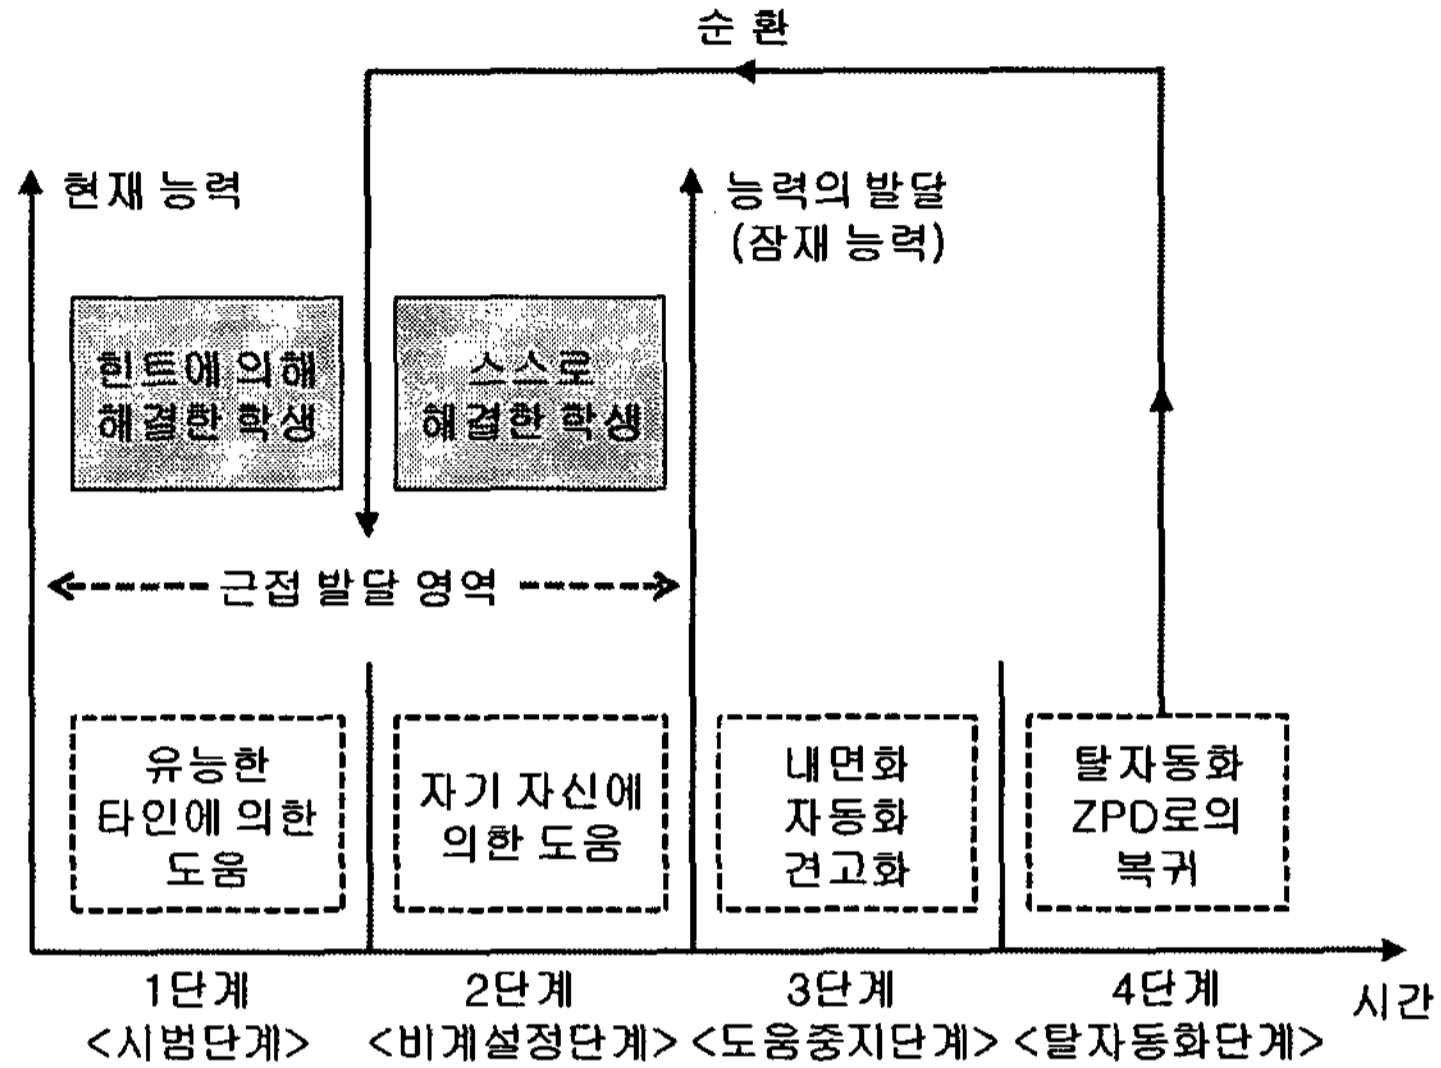 순 환
현재 능력
능력의 발달
(잠재 능력)
힌트에 의해
해결한 학생
스스로
해결한 학생
근접 발달 영역
유능한
타인에 의한
도움
자기 자신에
의한 도움
내면화
자동화
견고화
탈자동화
ZPD로의
복귀
1단계
<시범단계>
2단계
<비계설정단계>
3단계
<도움중지단계>
4단계
<탈자동화단계>
시간